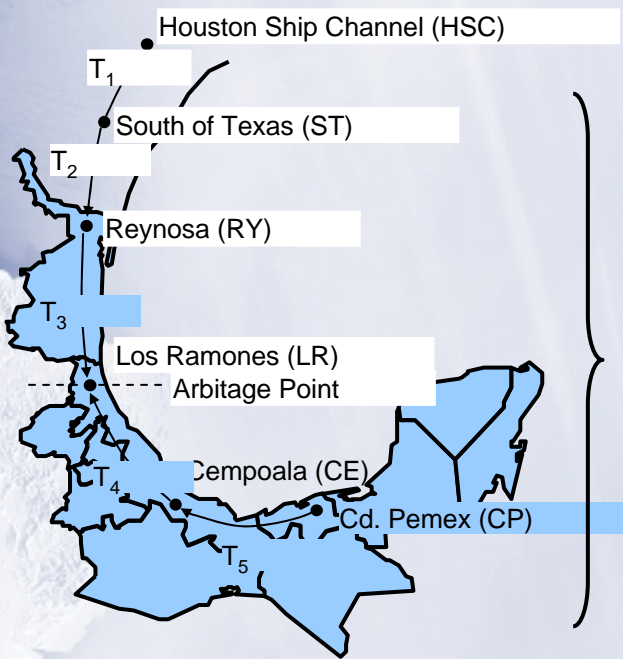 Houston Ship Channel (HSC)
T1
South of Texas (ST)
T2
Reynosa (RY)
T3
Los Ramones (LR)
Arbitage Point
Cempoala (CE)
T4
Cd. Pemex (CP)
T5